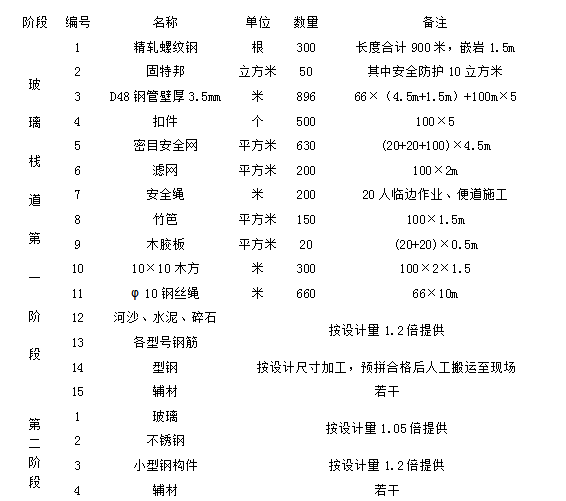 阶段 编号 名称 单位 数量 备注
玻璃栈道第一阶段
1 精轧螺纹钢 根 300 长度合计 900 米，嵌岩 1.5m
2 固特邦 立方米 50 其中安全防护 10 立方米
3 D48 钢管壁厚 3.5mm 米 896 66×（4.5m+1.5m）+100m×5
4 扣件 个 500 100×5
5 密目安全网 平方米 630 (20+20+100)×4.5m
6 滤网 平方米 200 100×2m
7 安全绳 米 200 20 人临边作业、便道施工
8 竹笆 平方米 150 100×1.5m
9 木胶板 平方米 20 (20+20)×0.5m
10 10×10 木方 米 300 100×2×1.5
11 φ10 钢丝绳 米 660 66×10m
12 河沙、水泥、碎石
按设计量 1.2 倍提供
13 各型号钢筋
14 型钢 按设计尺寸加工，预拼合格后人工搬运至现场
15 辅材 若干
第二阶段
1 玻璃
按设计量 1.05 倍提供
2 不锈钢
3 小型钢构件 按设计量 1.2 倍提供
4 辅材 若干